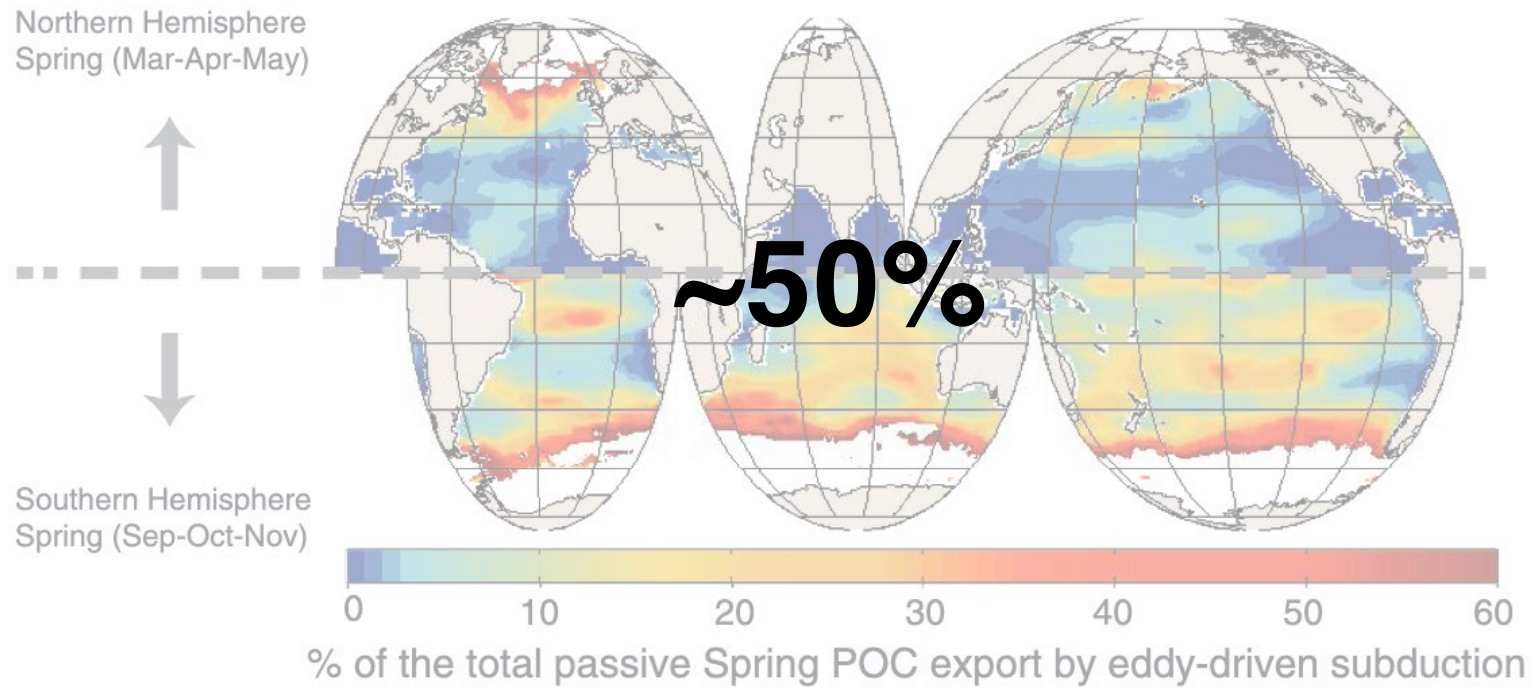 Northern Hemisphere
Spring (Mar-Apr-May)
~50%
Southern Hemisphere
Spring (Sep-Oct-Nov)
0 10 20 30 40 50 60
% of the total passive Spring POC export by eddy-driven subduction